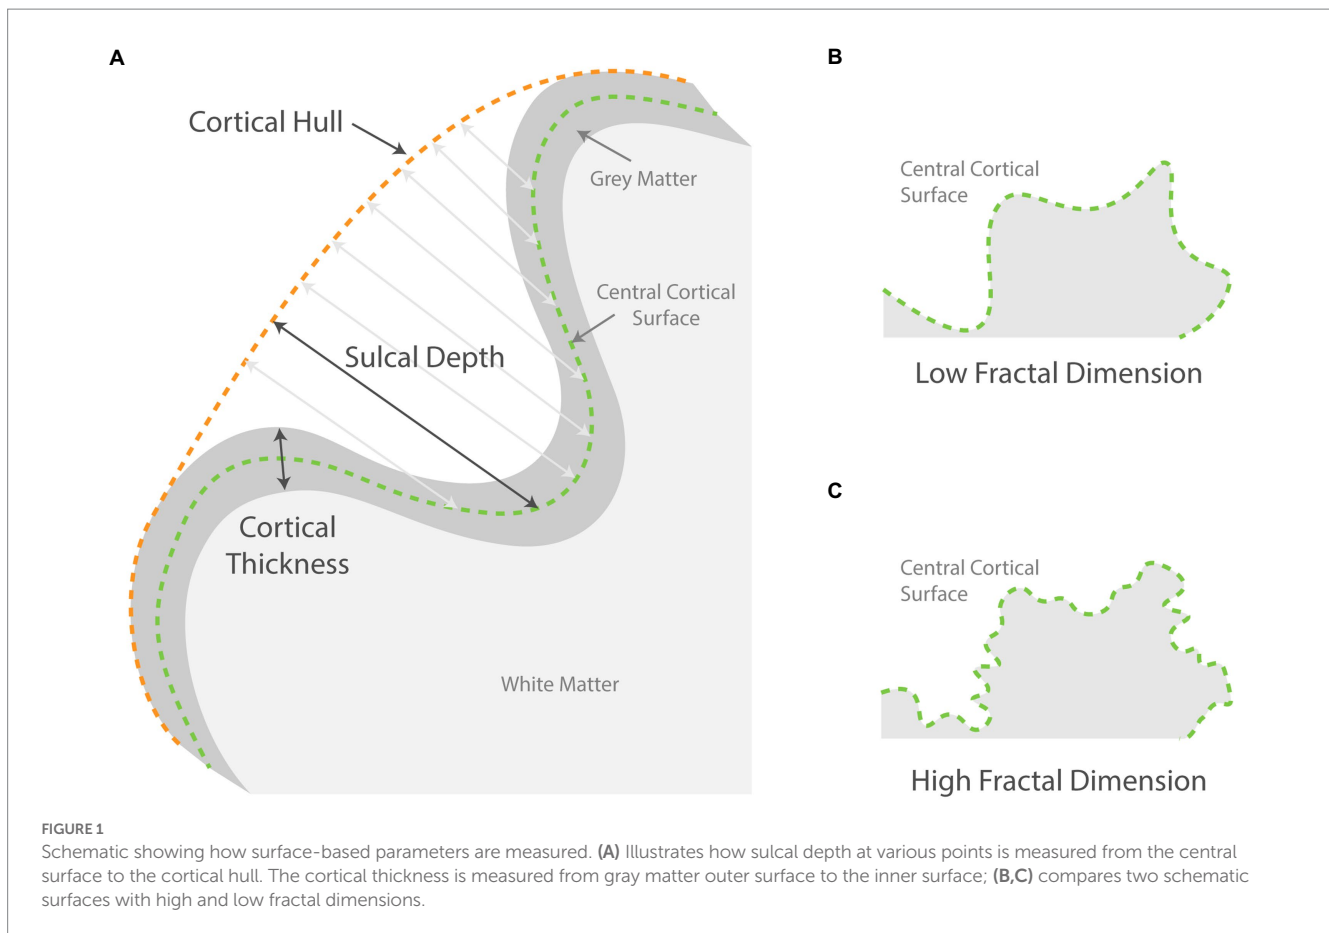 A
Cortical Hull
Grey Matter
Central Cortical
Surface
Sulcal Depth
Cortical
Thickness
White Matter
B
Central Cortical
Surface
Low Fractal Dimension
C
Central Cortical
Surface
High Fractal Dimension
FIGURE 1
Schematic showing how surface-based parameters are measured. (A) Illustrates how sulcal depth at various points is measured from the central
surface to the cortical hull. The cortical thickness is measured from gray matter outer surface to the inner surface; (B,C) compares two schematic
surfaces with high and low fractal dimensions.